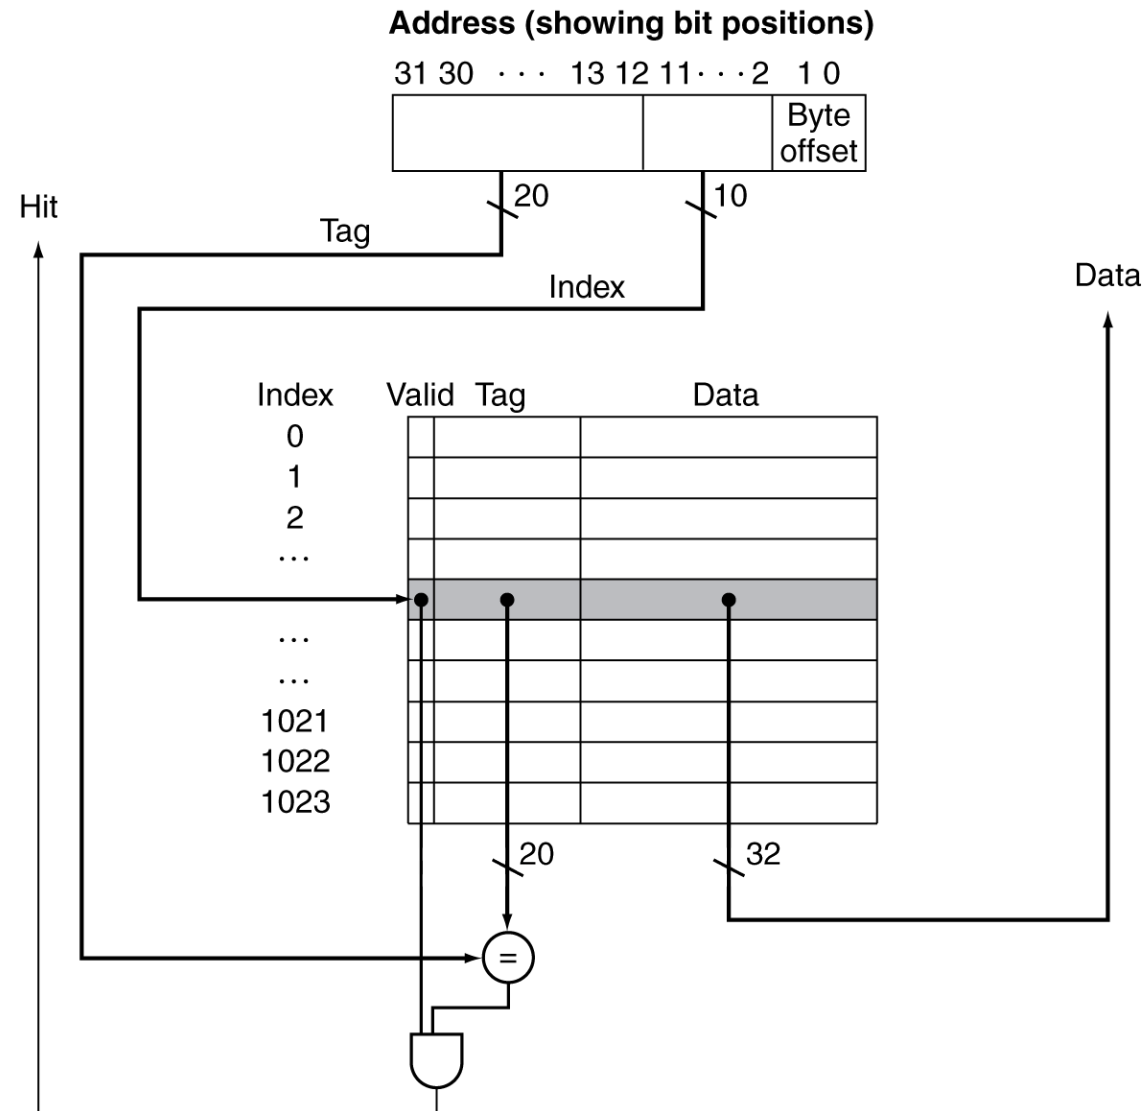 Address (showing bit positions)
31 30 · · · 13 12 11 · · · 2 1 0
Byte
offset
20
10
Hit
Tag
Index
Data
Index Valid Tag Data
0
1
2
...
...
...
1021
1022
1023
20
32
=